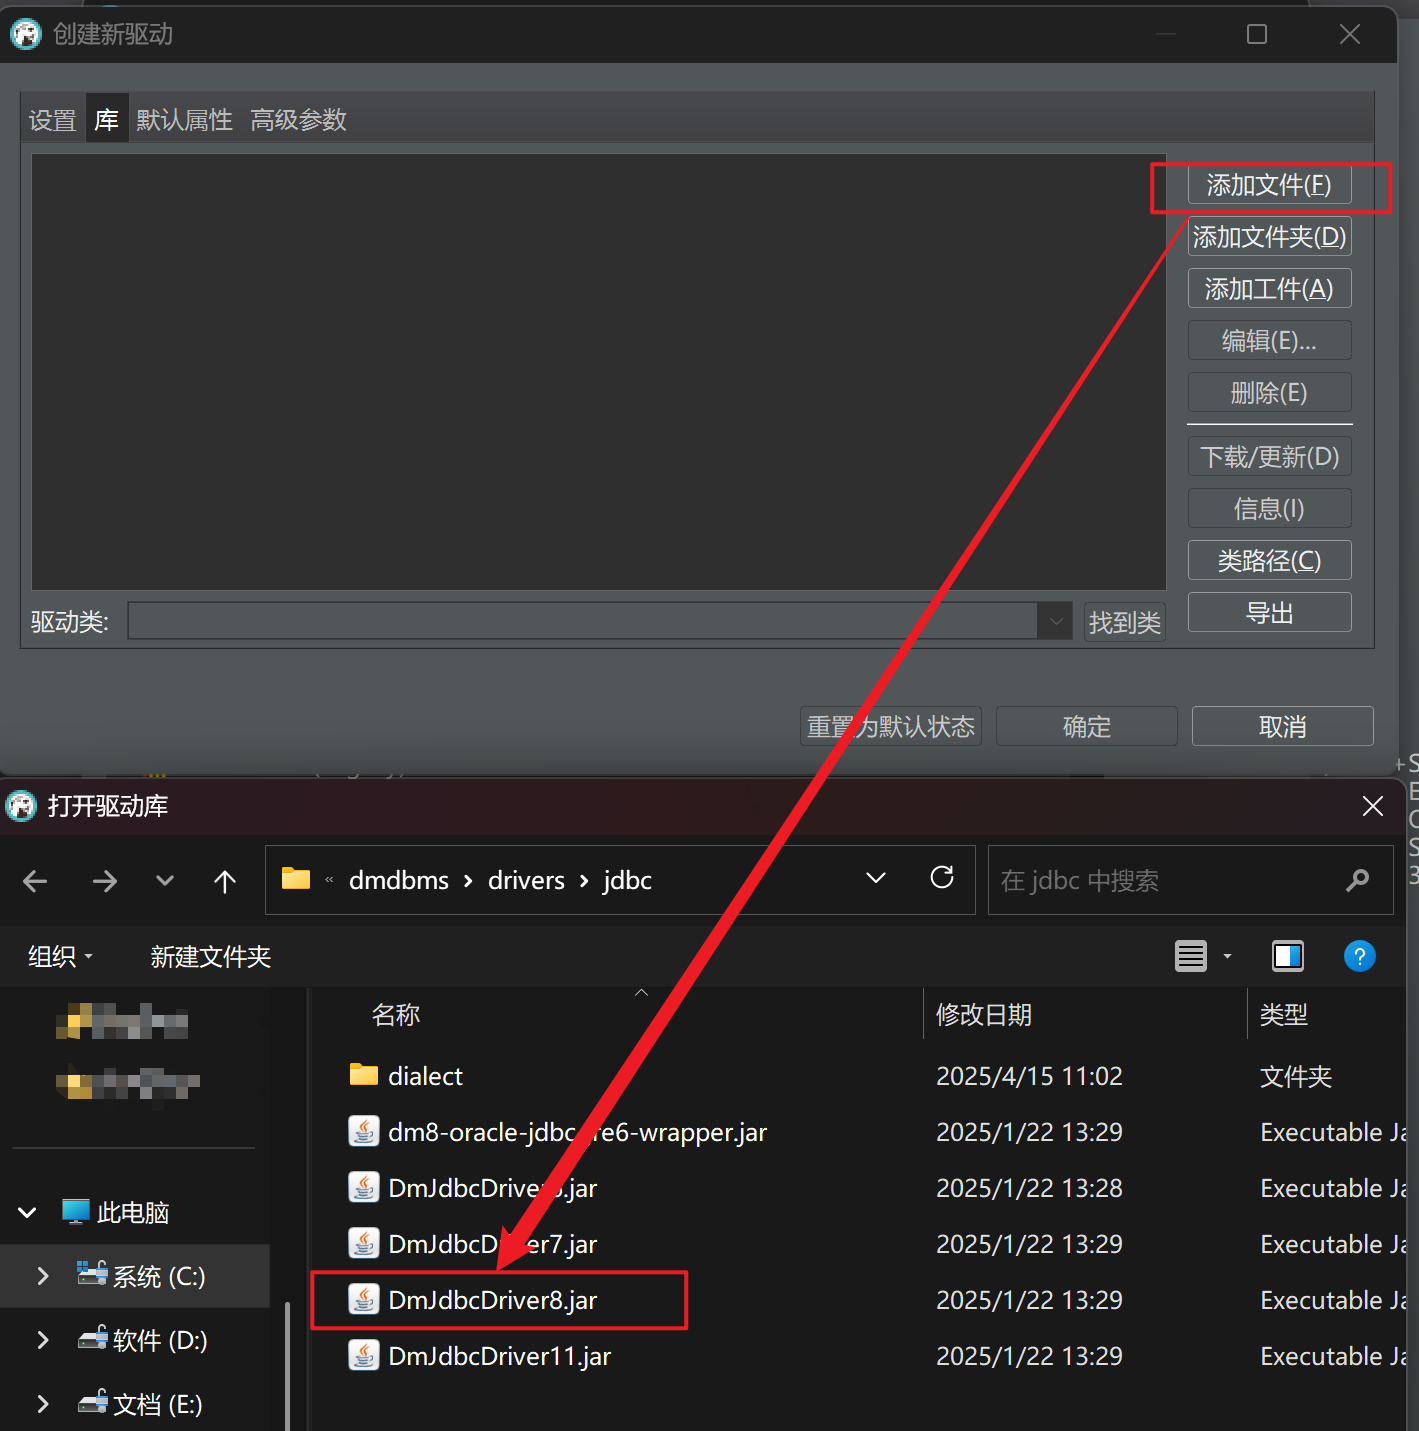 创建新驱动
设置 库 默认属性 高级参数
添加文件(F)
添加文件夹(D)
添加工件(A)
编辑(E)...
删除(E)
下载/更新(D)
信息(I)
类路径(C)
导出
驱动类:
找到类
重置为默认状态 确定 取消
打开驱动库
« dmdbms › drivers › jdbc
在 jdbc 中搜索
组织 新建文件夹
名称 修改日期 类型
dialect 2025/4/15 11:02 文件夹
dm8-oracle-jdbc re6-wrapper.jar 2025/1/22 13:29 Executable Ja
DmJdbcDriver .jar 2025/1/22 13:28 Executable Ja
DmJdbcD er7.jar 2025/1/22 13:29 Executable Ja
DmJdbcDriver8.jar 2025/1/22 13:29 Executable Ja
DmJdbcDriver11.jar 2025/1/22 13:29 Executable Ja
此电脑
系统 (C:)
软件 (D:)
文档 (E:)